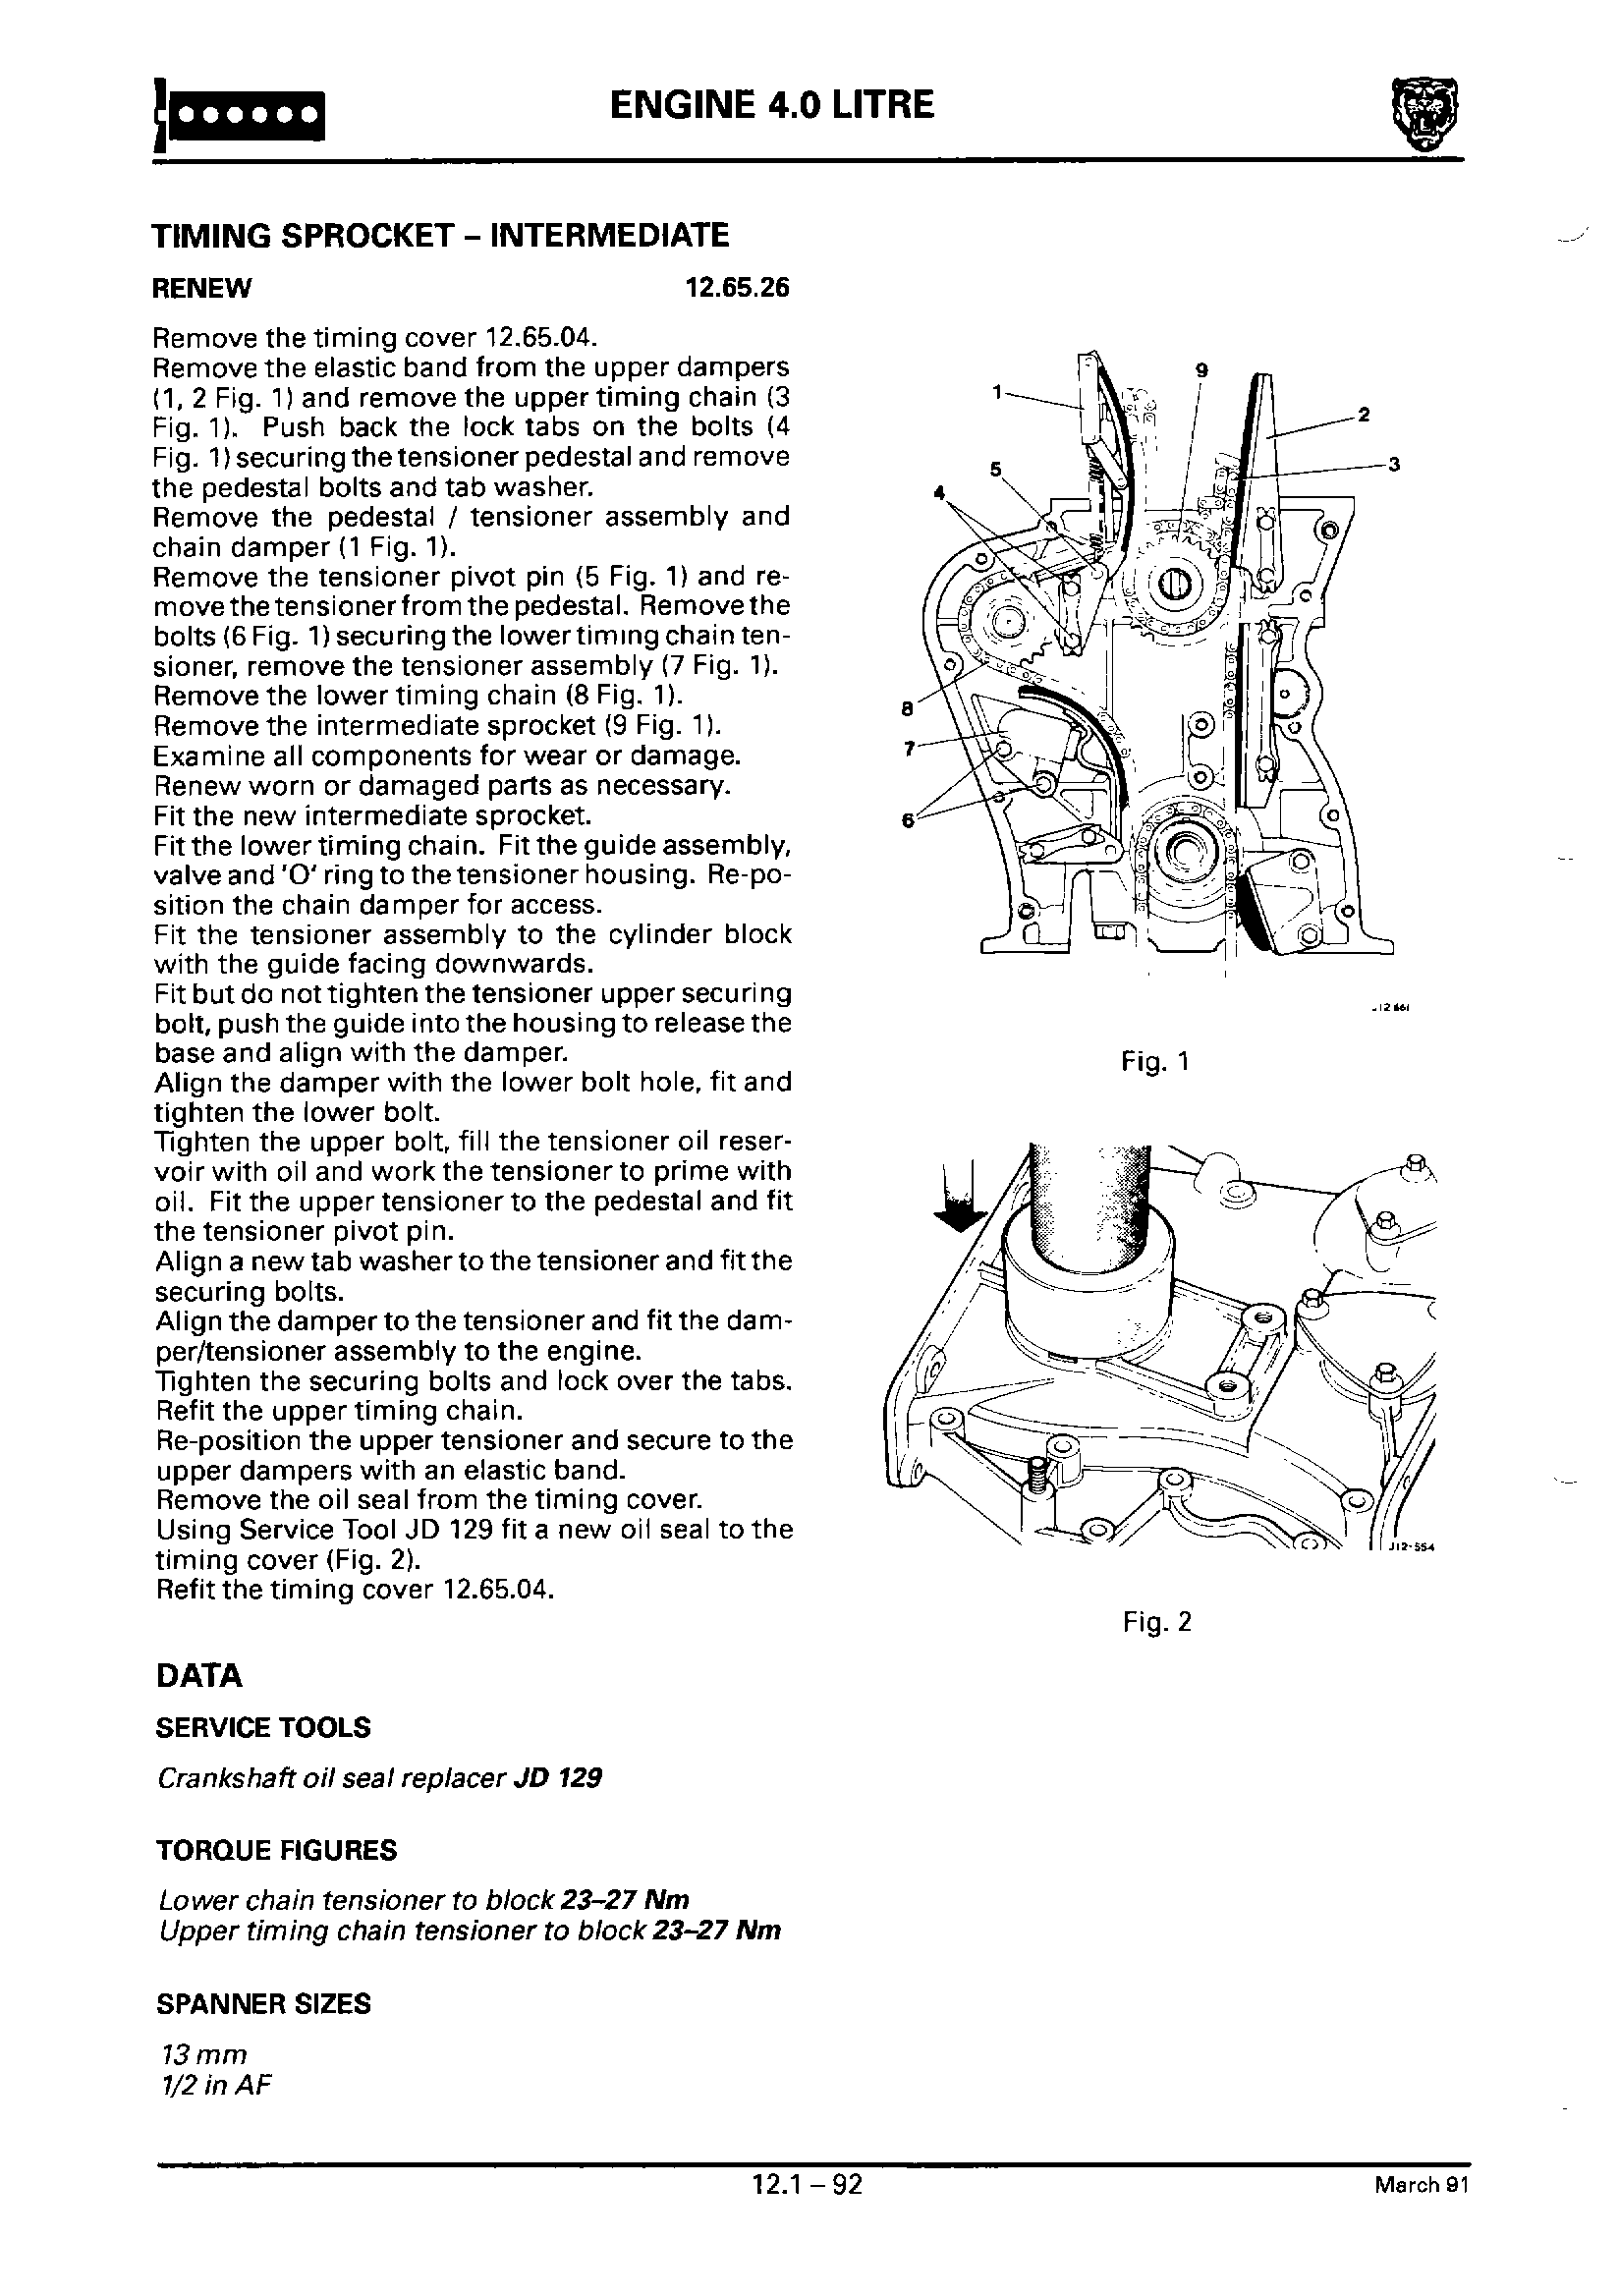 ENGINE 4.0 LITRE
TIMING SPROCKET – INTERMEDIATE
RENEW 12.65.26
Remove the timing cover 12.65.04.
Remove the elastic band from the upper dampers
(1, 2 Fig. 1) and remove the upper timing chain (3
Fig. 1). Push back the lock tabs on the bolts (4
Fig. 1) securing the tensioner pedestal and remove
the pedestal bolts and tab washer.
Remove the pedestal / tensioner assembly and
chain damper (1 Fig. 1).
Remove the tensioner pivot pin (5 Fig. 1) and re-
move the tensioner from the pedestal. Remove the
bolts (6 Fig. 1) securing the lower timing chain ten-
sioner, remove the tensioner assembly (7 Fig. 1).
Remove the lower timing chain (8 Fig. 1).
Remove the intermediate sprocket (9 Fig. 1).
Examine all components for wear or damage.
Renew worn or damaged parts as necessary.
Fit the new intermediate sprocket.
Fit the lower timing chain. Fit the guide assembly,
valve and 'O' ring to the tensioner housing. Re-po-
sition the chain damper for access.
Fit the tensioner assembly to the cylinder block
with the guide facing downwards.
Fit but do not tighten the tensioner upper securing
bolt, push the guide into the housing to release the
base and align with the damper.
Align the damper with the lower bolt hole, fit and
tighten the lower bolt.
Tighten the upper bolt, fill the tensioner oil reser-
voir with oil and work the tensioner to prime with
oil. Fit the upper tensioner to the pedestal and fit
the tensioner pivot pin.
Align a new tab washer to the tensioner and fit the
securing bolts.
Align the damper to the tensioner and fit the dam-
per/tensioner assembly to the engine.
Tighten the securing bolts and lock over the tabs.
Refit the upper timing chain.
Re-position the upper tensioner and secure to the
upper dampers with an elastic band.
Remove the oil seal from the timing cover.
Using Service Tool JD 129 fit a new oil seal to the
timing cover (Fig. 2).
Refit the timing cover 12.65.04.
DATA
SERVICE TOOLS
Crankshaft oil seal replacer JD 129
TORQUE FIGURES
Lower chain tensioner to block 23–27 Nm
Upper timing chain tensioner to block 23–27 Nm
SPANNER SIZES
13 mm
1/2 in AF
1
9
2
3
5
4
8
7
6
Fig. 1
J12-554
Fig. 2
12.1 – 92
March 91